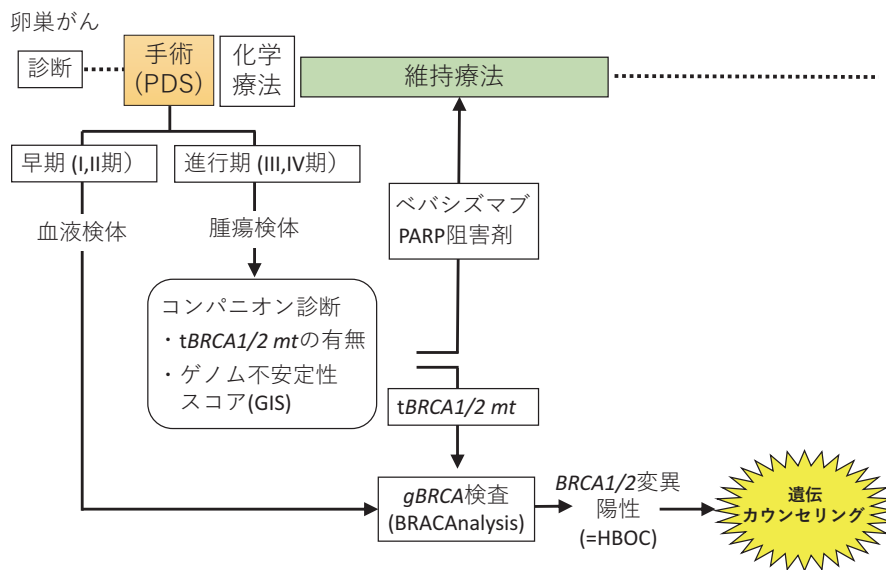 卵巣がん
診断
手術
(PDS)
化学
療法
維持療法
早期 (I,II期）
進行期 (III,IV期）
血液検体
腫瘍検体
ベバシズマブ
PARP阻害剤
コンパニオン診断
・tBRCA1/2 mtの有無
・ゲノム不安定性
スコア(GIS)
tBRCA1/2 mt
gBRCA検査
(BRACAnalysis)
BRCA1/2変異
陽性
(=HBOC)
遺伝
カウンセリング